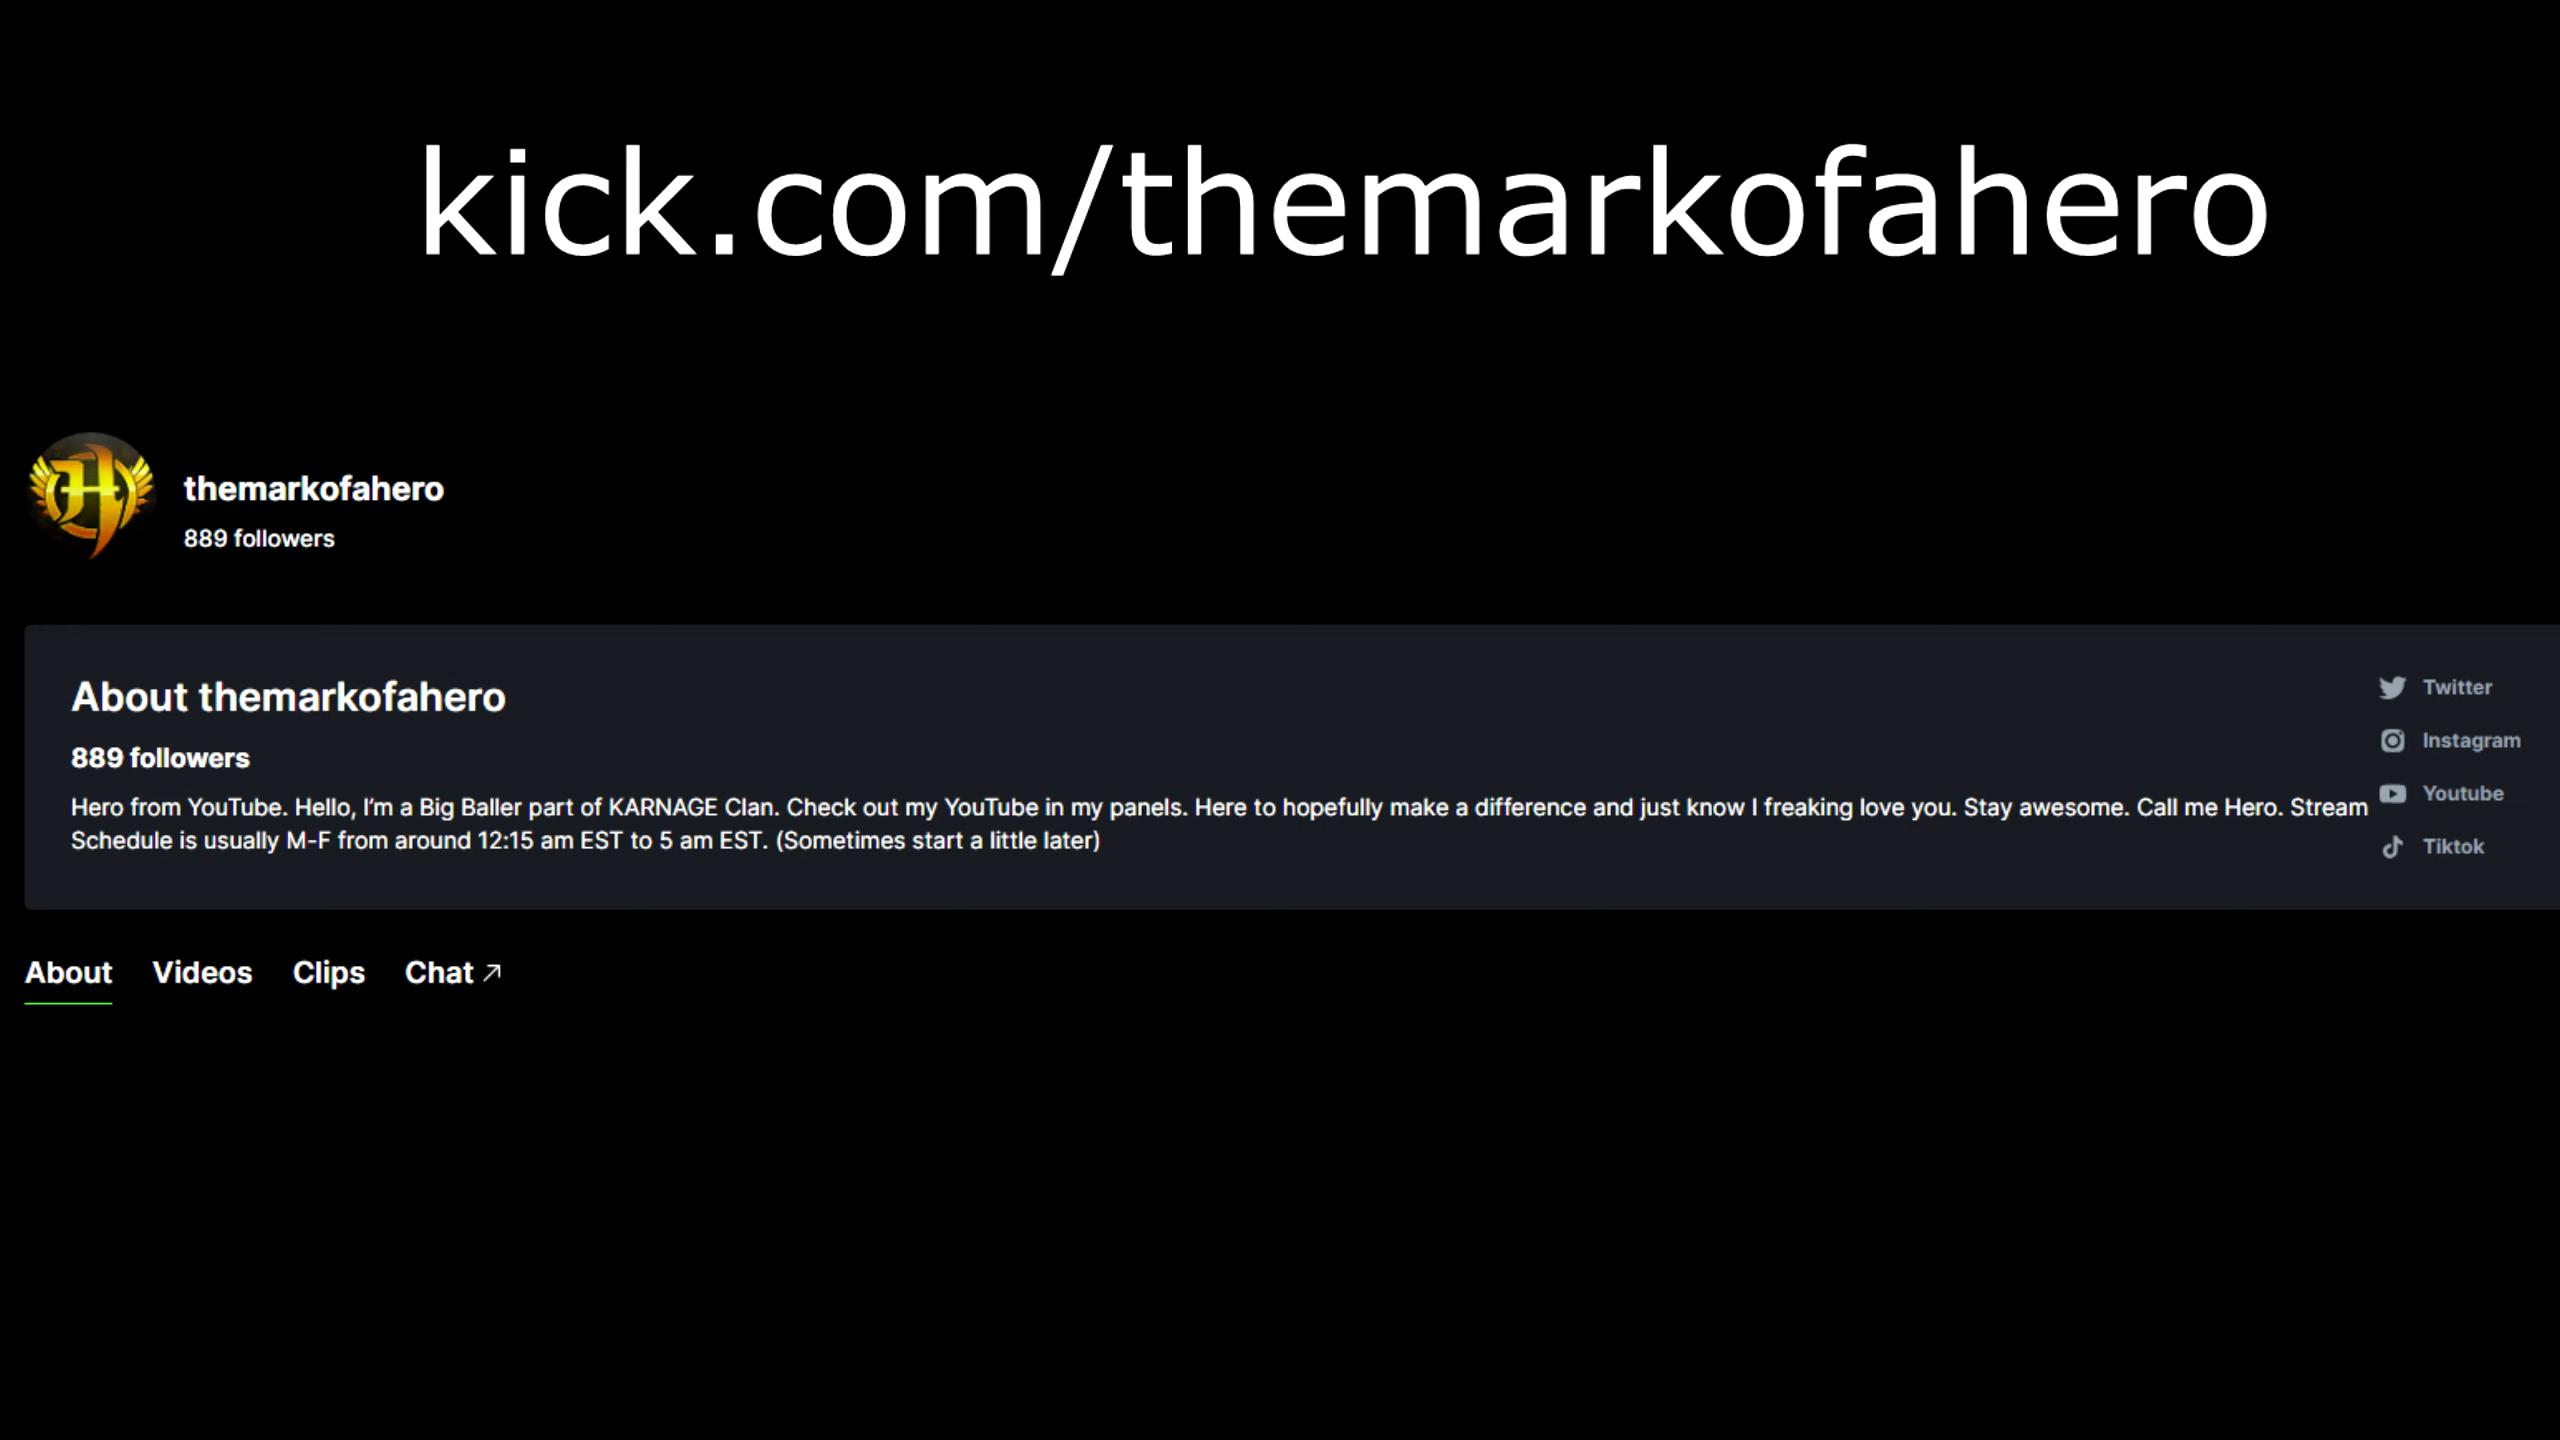 kick.com/themarkofahero
themarkofahero
889 followers
About themarkofahero
889 followers
Hero from YouTube. Hello, I'm a Big Baller part of KARNAGE Clan. Check out my YouTube in my panels. Here to hopefully make a difference and just know I freaking love you. Stay awesome. Call me Hero. Stream
Schedule is usually M-F from around 12:15 am EST to 5 am EST. (Sometimes start a little later)
Twitter
Instagram
Youtube
Tiktok
About Videos Clips Chat